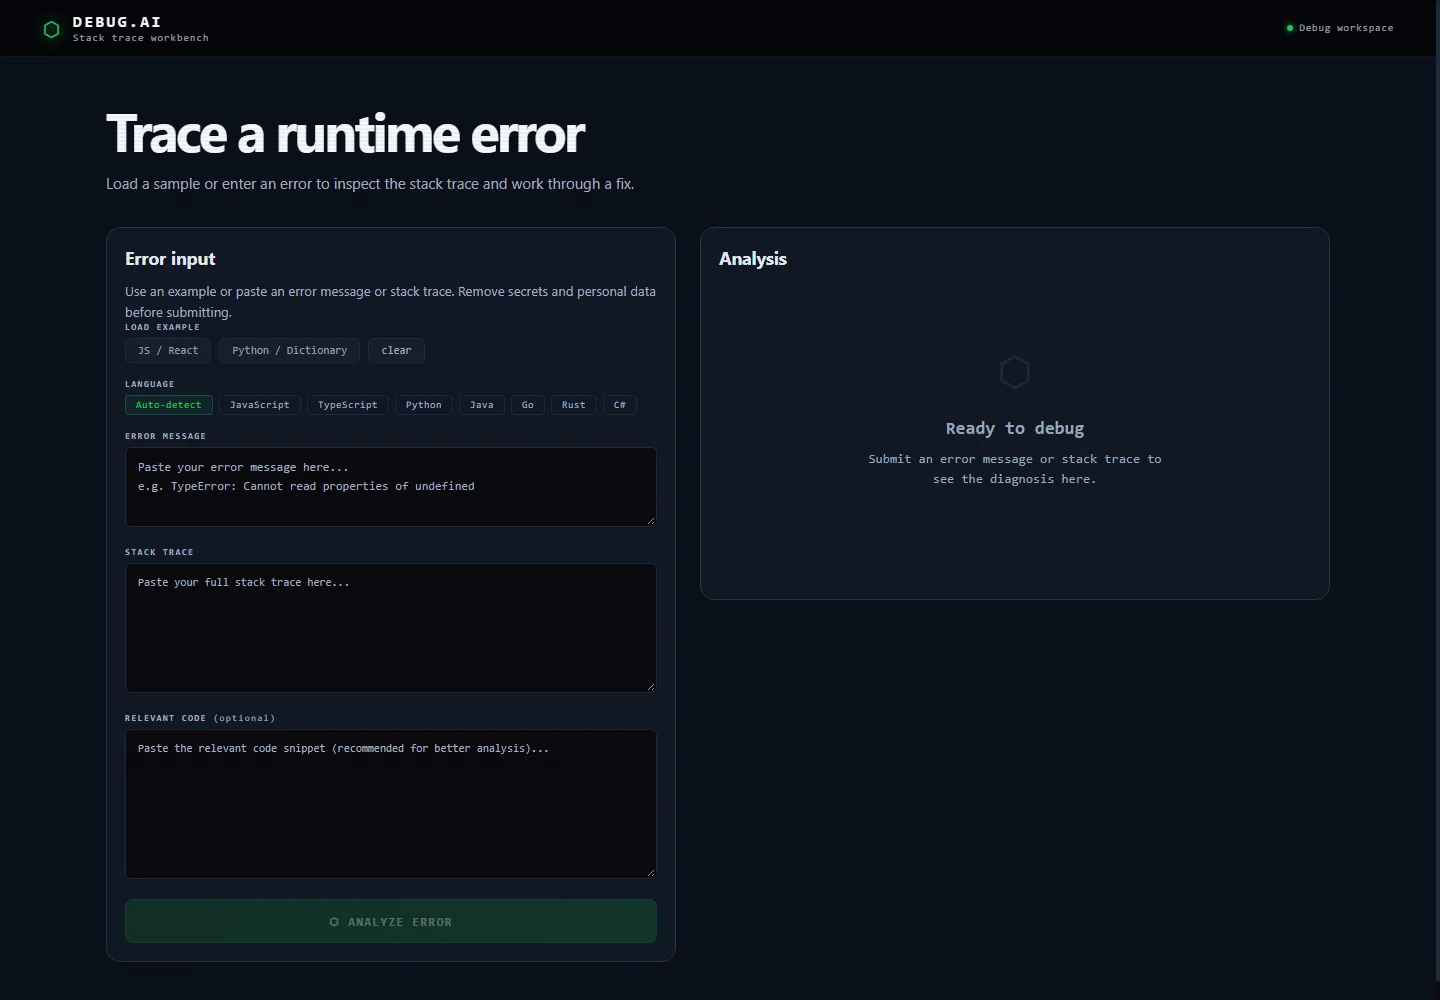 DEBUG.AI
Stack trace workbench
Debug workspace
Trace a runtime error
Load a sample or enter an error to inspect the stack trace and work through a fix.
Error input
Use an example or paste an error message or stack trace. Remove secrets and personal data
before submitting.
LOAD EXAMPLE
JS / React
Python / Dictionary
clear
LANGUAGE
Auto-detect
JavaScript
TypeScript
Python
Java
Go
Rust
C#
ERROR MESSAGE
Paste your error message here...
e.g. TypeError: Cannot read properties of undefined
STACK TRACE
Paste your full stack trace here...
RELEVANT CODE (optional)
Paste the relevant code snippet (recommended for better analysis)...
ANALYZE ERROR
Analysis
Ready to debug
Submit an error message or stack trace to
see the diagnosis here.